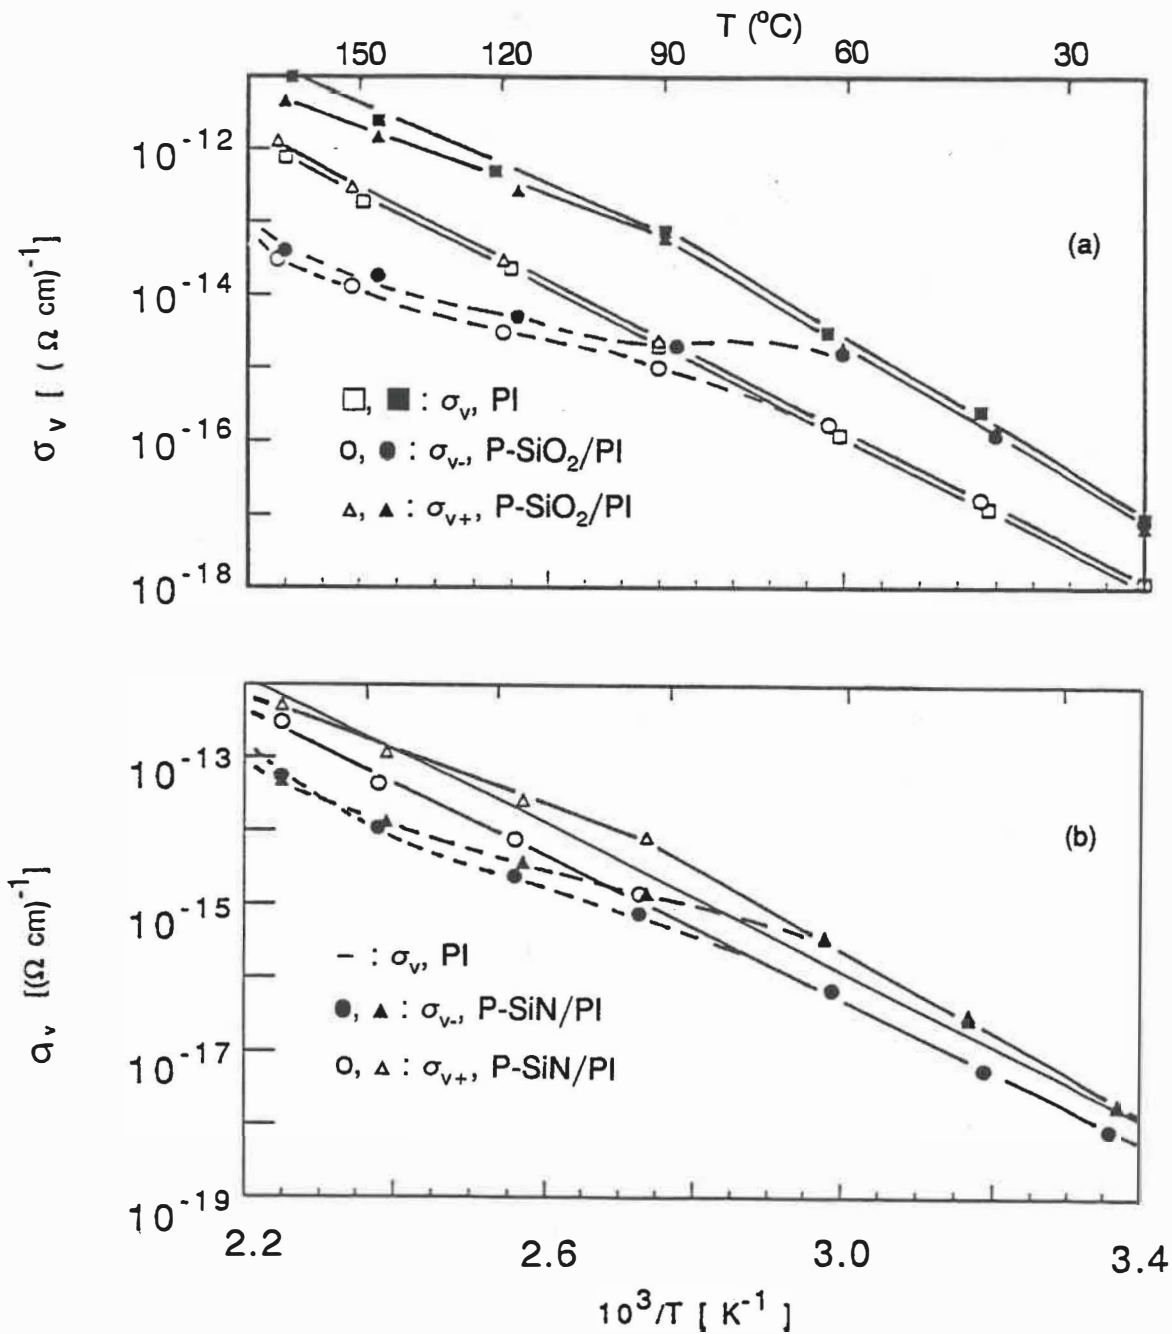 T (°C)
150 120 90 60 30
10⁻¹²
10⁻¹⁴
10⁻¹⁶
10⁻¹⁸
σᵥ [ ( Ω cm)⁻¹]
(a)
□, ■ : σᵥ, PI
○, ● : σᵥ₋, P-SiO₂/PI
△, ▲ : σᵥ₊, P-SiO₂/PI
10⁻¹³
10⁻¹⁵
10⁻¹⁷
10⁻¹⁹
σᵥ [(Ω cm)⁻¹]
(b)
– : σᵥ, PI
●, ▲ : σᵥ₋, P-SiN/PI
○, △ : σᵥ₊, P-SiN/PI
2.2 2.6 3.0 3.4
10³/T [ K⁻¹ ]